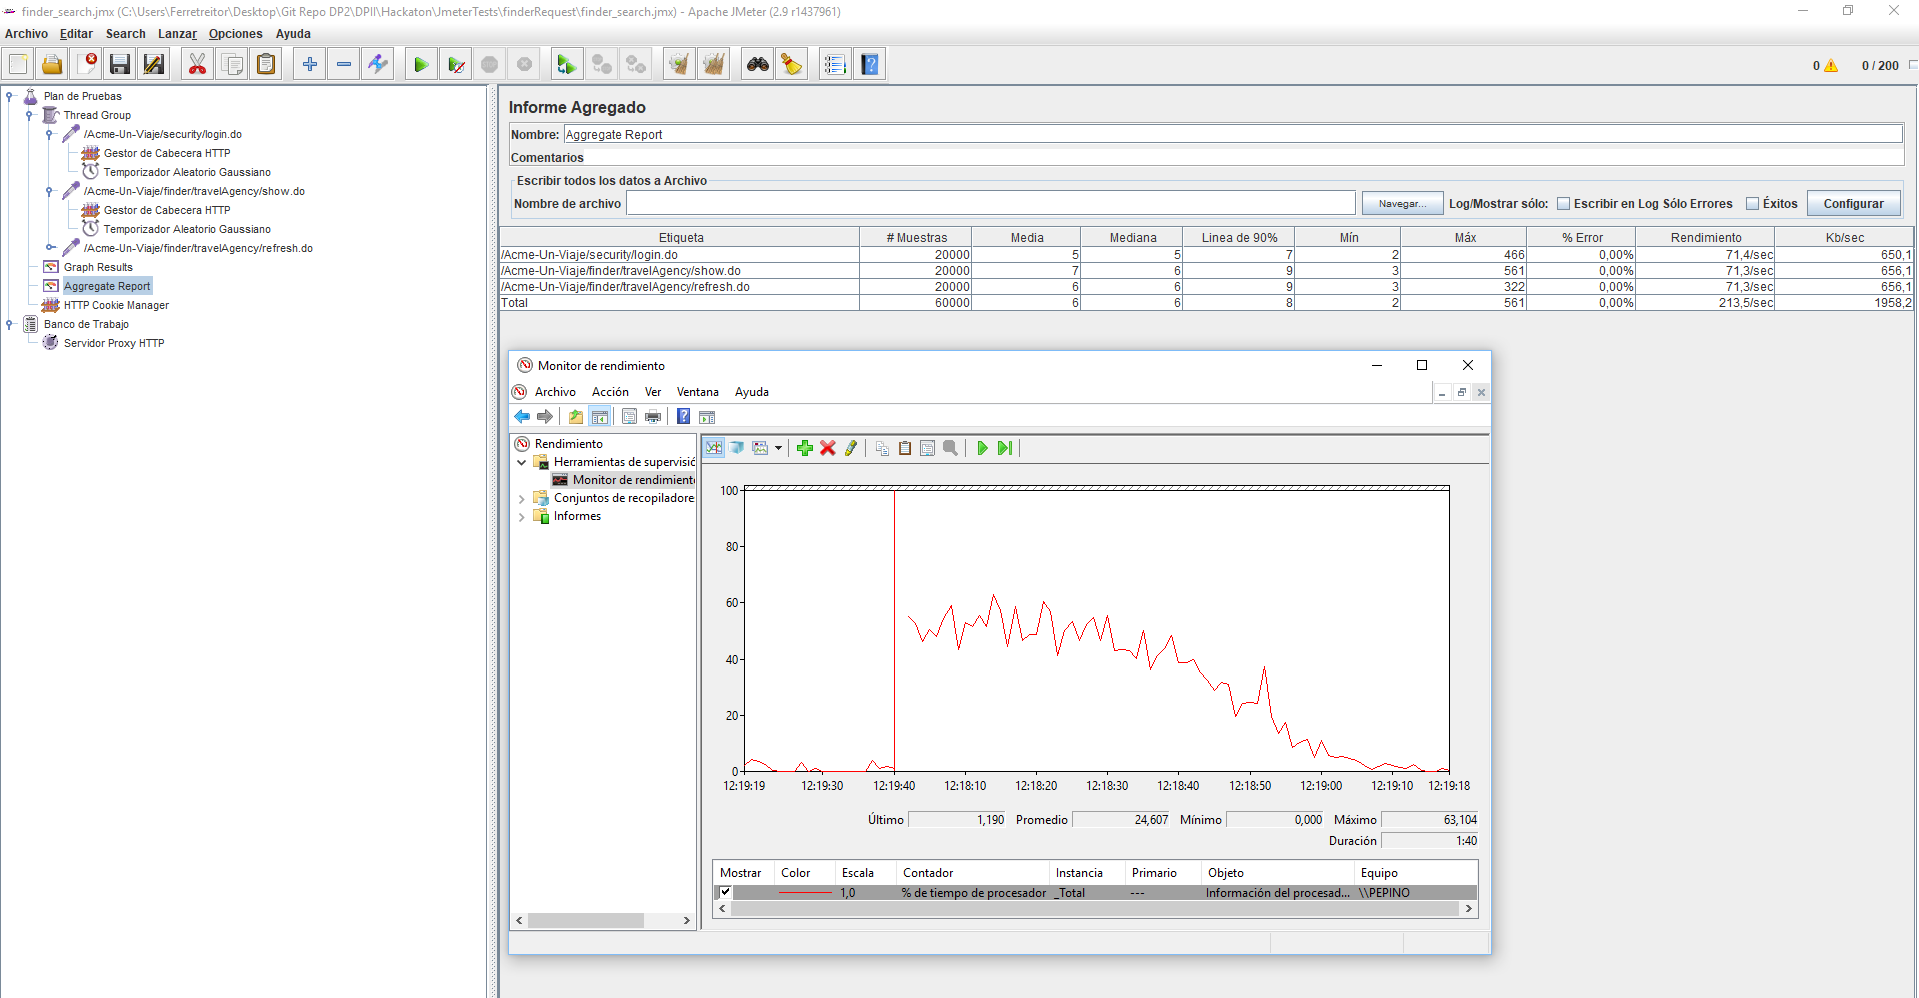 finder_search.jmx (C:\Users\Ferretreitor\Desktop\Git Repo DP2\DPII\Hackaton\JmeterTests\finderRequest\finder_search.jmx) - Apache JMeter (2.9 r1437961)
Archivo Editar Search Lanzar Opciones Ayuda
0 0 / 200
Plan de Pruebas
Thread Group
/Acme-Un-Viaje/security/login.do
Gestor de Cabecera HTTP
Temporizador Aleatorio Gaussiano
/Acme-Un-Viaje/finder/travelAgency/show.do
Gestor de Cabecera HTTP
Temporizador Aleatorio Gaussiano
/Acme-Un-Viaje/finder/travelAgency/refresh.do
Graph Results
Aggregate Report
HTTP Cookie Manager
Banco de Trabajo
Servidor Proxy HTTP
Informe Agregado
Nombre: Aggregate Report
Comentarios
Escribir todos los datos a Archivo
Nombre de archivo Navegar... Log/Mostrar sólo: Escribir en Log Sólo Errores Éxitos Configurar
Etiqueta # Muestras Media Mediana Linea de 90% Mín Máx % Error Rendimiento Kb/sec
/Acme-Un-Viaje/security/login.do 20000 5 5 7 2 466 0,00% 71,4/sec 650,1
/Acme-Un-Viaje/finder/travelAgency/show.do 20000 7 6 9 3 561 0,00% 71,3/sec 656,1
/Acme-Un-Viaje/finder/travelAgency/refresh.do 20000 6 6 9 3 322 0,00% 71,3/sec 656,1
Total 60000 6 6 8 2 561 0,00% 213,5/sec 1958,2
Monitor de rendimiento
Archivo Acción Ver Ventana Ayuda
Rendimiento
Herramientas de supervisió
Monitor de rendimiento
Conjuntos de recopiladore
Informes
100
80
60
40
20
0
12:19:19 12:19:30 12:19:40 12:18:10 12:18:20 12:18:30 12:18:40 12:18:50 12:19:00 12:19:10 12:19:18
Último 1,190 Promedio 24,607 Mínimo 0,000 Máximo 63,104
Duración 1:40
Mostrar Color Escala Contador Instancia Primario Objeto Equipo
1,0 % de tiempo de procesador _Total --- Información del procesad... \\PEPINO